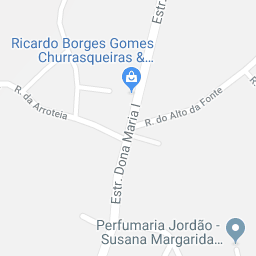 Estr.
Ricardo Borges Gomes
Churrasqueiras &...
R. da Arroteia
R. do Alto da Fonte
Estr. Dona Maria I
Perfumaria Jordão -
Susana Margarida...